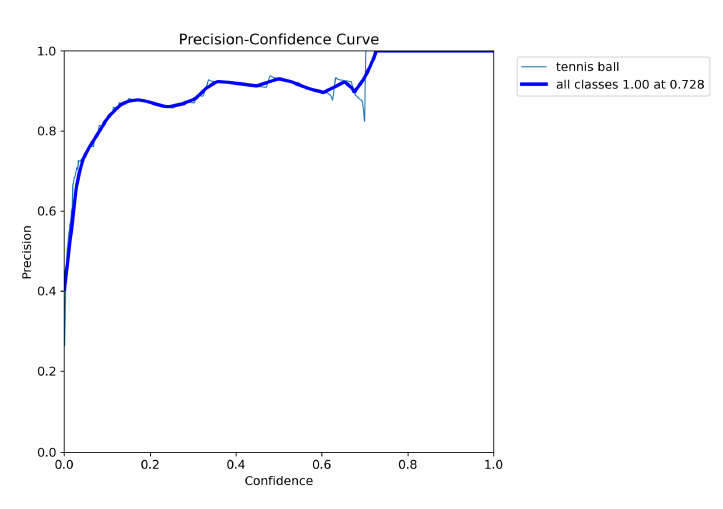 Precision-Confidence Curve
tennis ball
all classes 1.00 at 0.728
Precision
1.0
0.8
0.6
0.4
0.2
0.0
0.0 0.2 0.4 0.6 0.8 1.0
Confidence